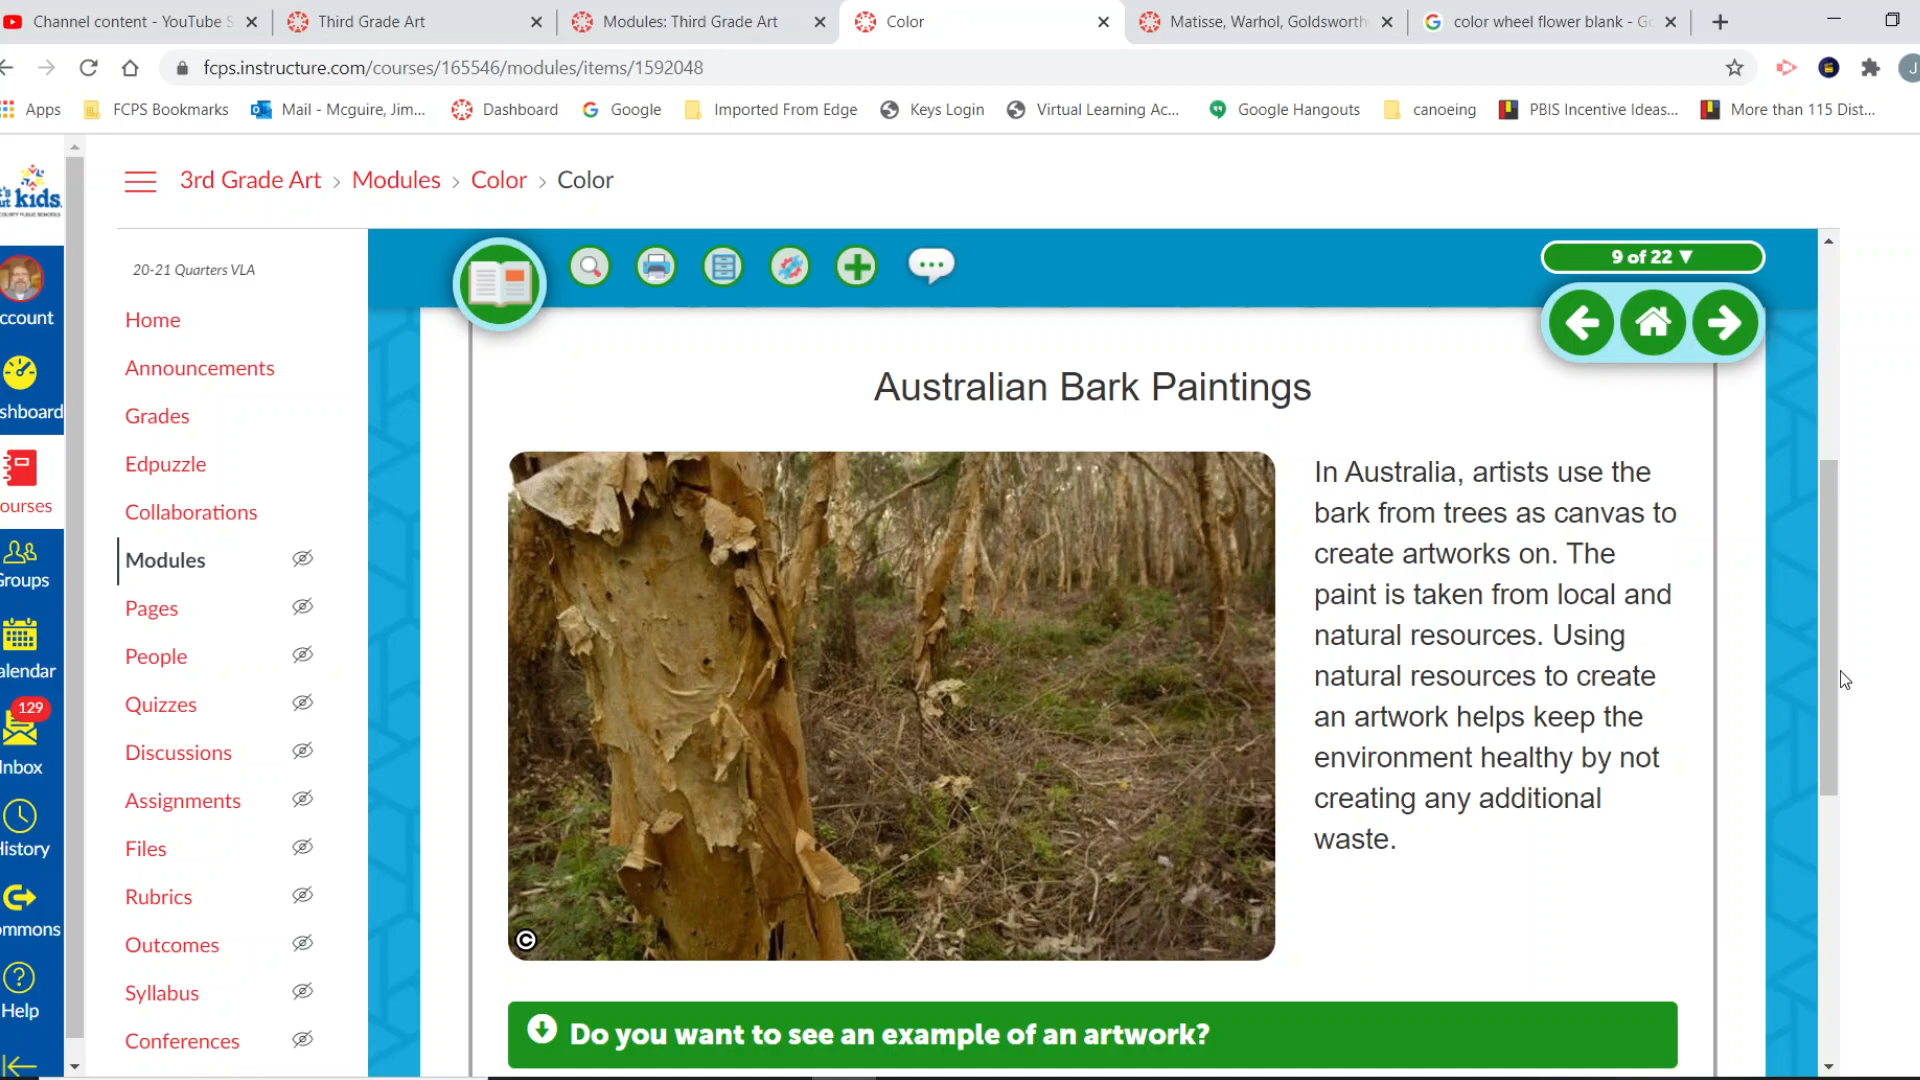 Channel content - YouTube S
Third Grade Art
Modules: Third Grade Art
Color
Matisse, Warhol, Goldsworth
color wheel flower blank - Go
fcps.instructure.com/courses/165546/modules/items/1592048
J
Apps
FCPS Bookmarks
Mail - Mcguire, Jim...
Dashboard
Google
Imported From Edge
Keys Login
Virtual Learning Ac...
Google Hangouts
canoeing
PBIS Incentive Ideas...
More than 115 Dist...
kids.
ccount
shboard
ourses
Groups
alendar
129
Inbox
History
mmons
Help
3rd Grade Art > Modules > Color > Color
20-21 Quarters VLA
Home
Announcements
Grades
Edpuzzle
Collaborations
Modules
Pages
People
Quizzes
Discussions
Assignments
Files
Rubrics
Outcomes
Syllabus
Conferences
9 of 22 ▼
Australian Bark Paintings
In Australia, artists use the
bark from trees as canvas to
create artworks on. The
paint is taken from local and
natural resources. Using
natural resources to create
an artwork helps keep the
environment healthy by not
creating any additional
waste.
©
Do you want to see an example of an artwork?